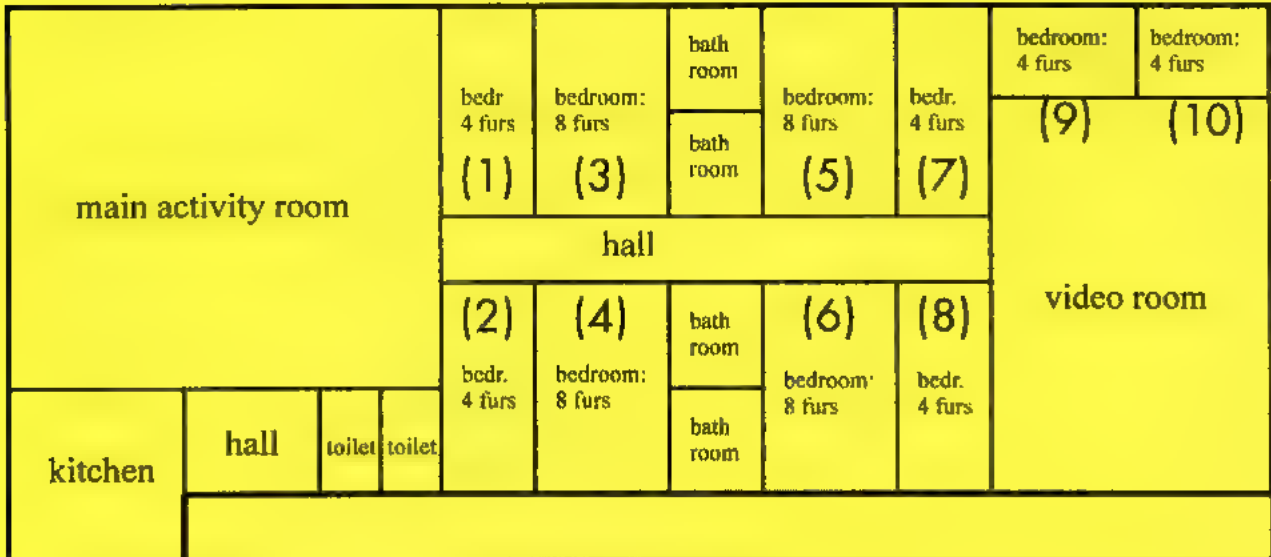 main activity room
bedr
4 furs
(1)
bedroom:
8 furs
(3)
bath
room
bath
room
bedroom:
8 furs
(5)
bedr.
4 furs
(7)
bedroom:
4 furs
(9)
bedroom:
4 furs
(10)
hall
video room
(2)
bedr.
4 furs
(4)
bedroom:
8 furs
bath
room
bath
room
(6)
bedroom:
8 furs
(8)
bedr.
4 furs
kitchen
hall
toilet
toilet